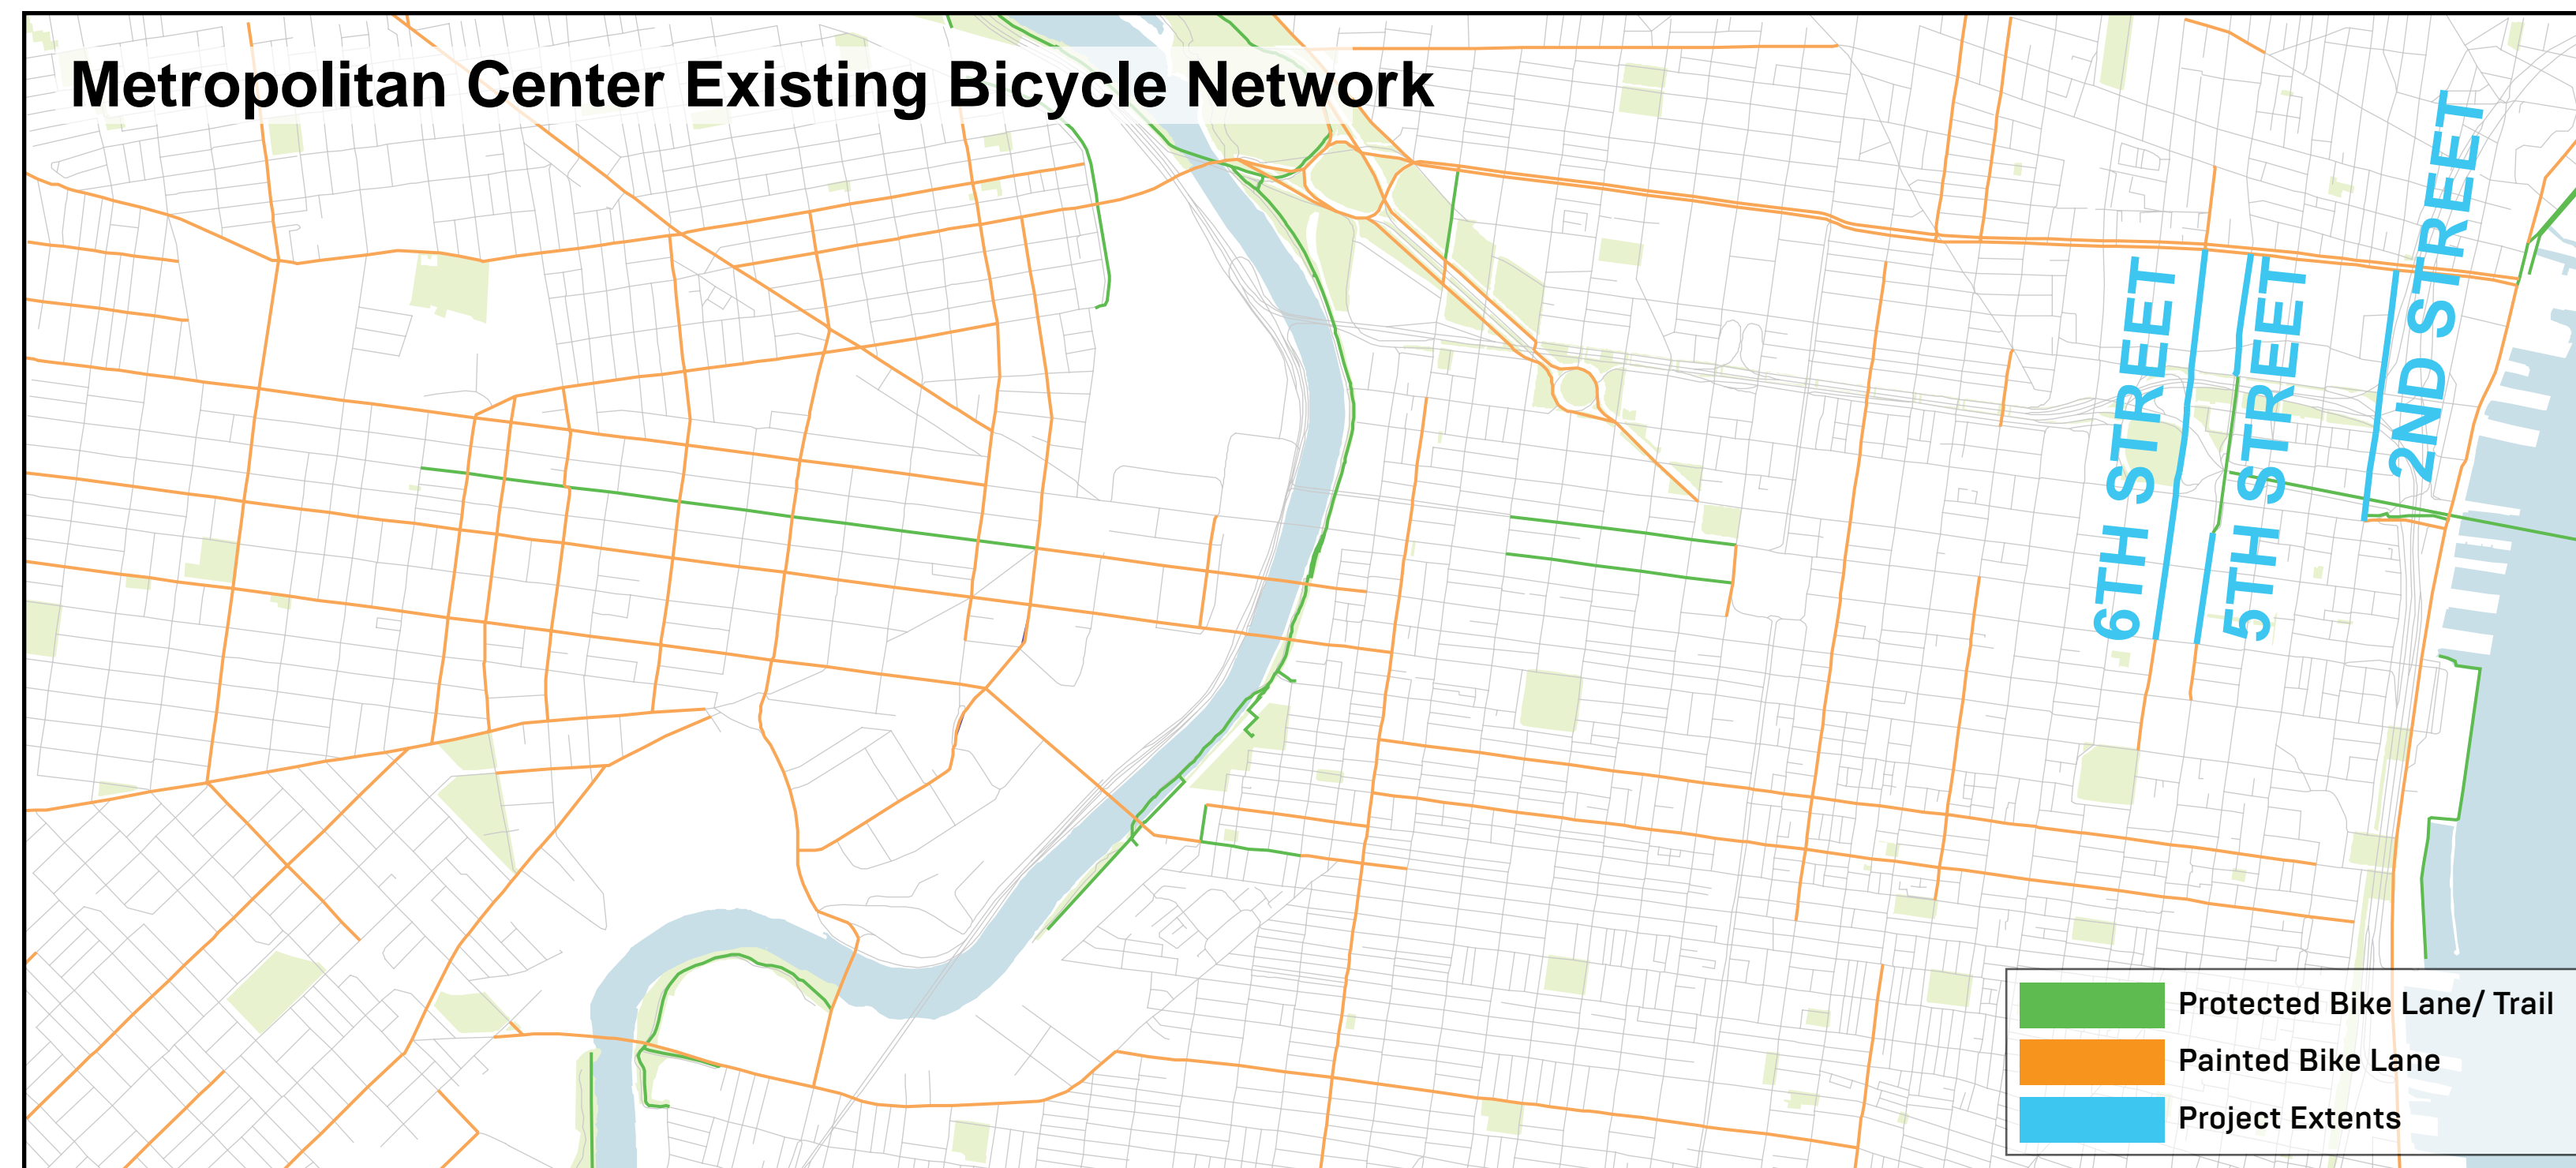 Metropolitan Center Existing Bicycle Network
6TH STREET
5TH STREET
2ND STREET
Protected Bike Lane/ Trail
Painted Bike Lane
Project Extents